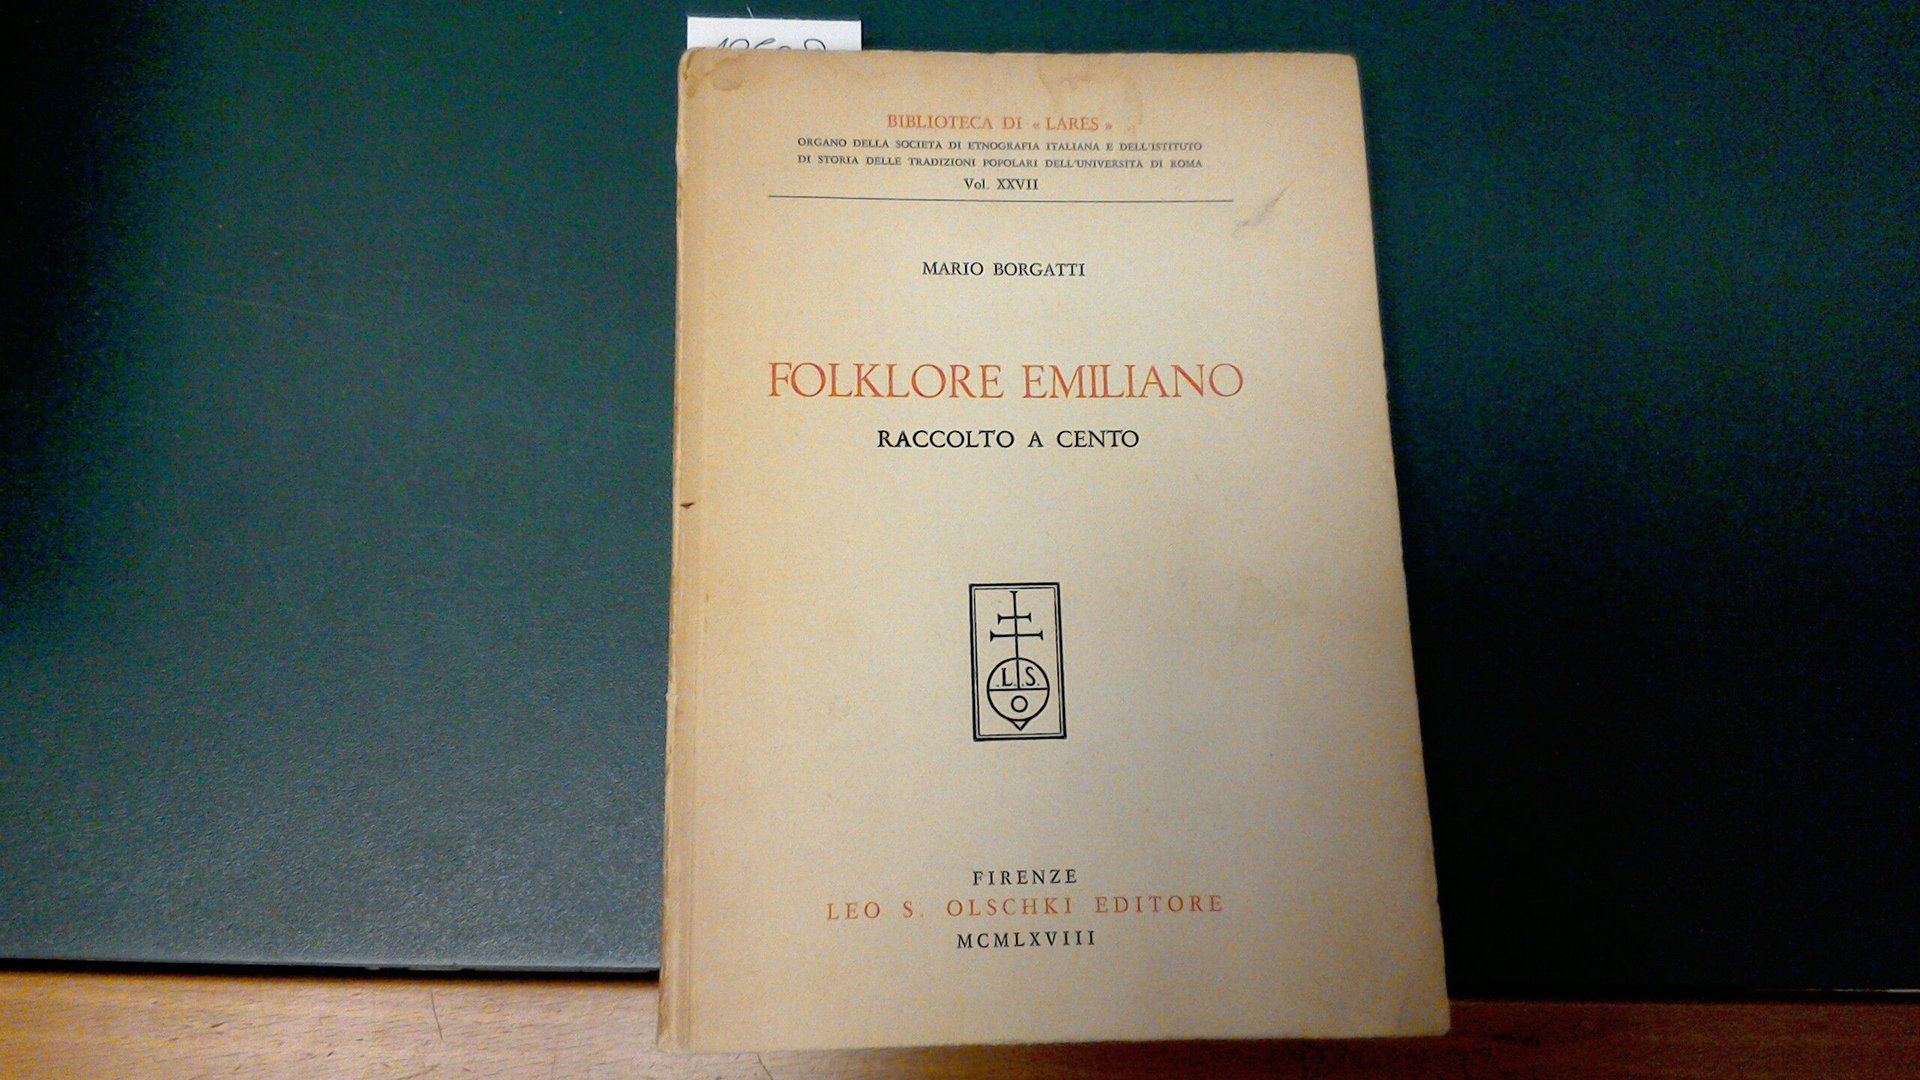 BIBLIOTECA DI « LARES »
ORGANO DELLA SOCIETÀ DI ETNOGRAFIA ITALIANA E DELL'ISTITUTO
DI STORIA DELLE TRADIZIONI POPOLARI DELL'UNIVERSITÀ DI ROMA
Vol. XXVII
MARIO BORGATTI
FOLKLORE EMILIANO
RACCOLTO A CENTO
.L.S.
O
FIRENZE
LEO S. OLSCHKI EDITORE
MCMLXVIII